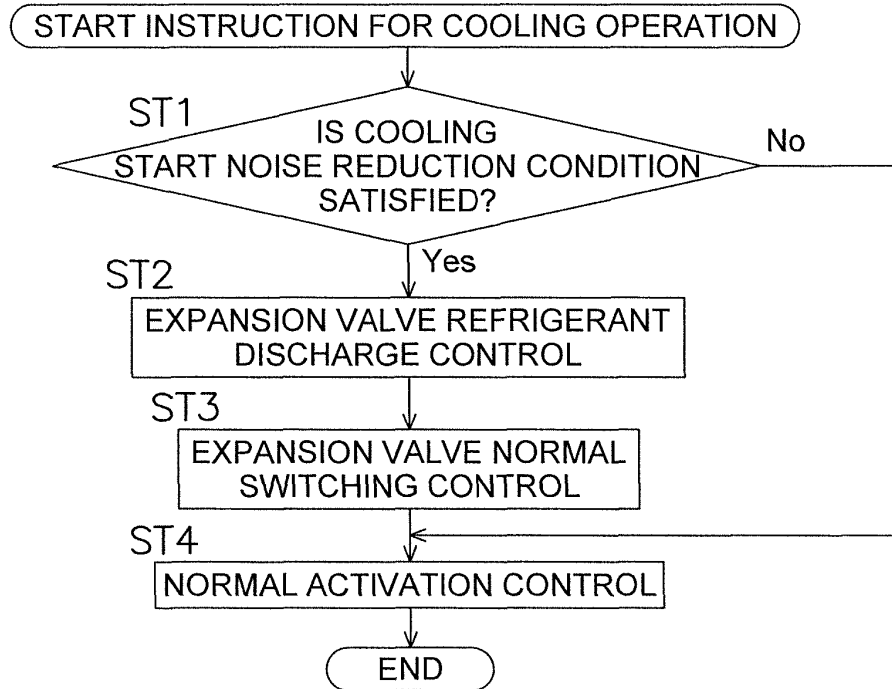 START INSTRUCTION FOR COOLING OPERATION
ST1
IS COOLING
START NOISE REDUCTION CONDITION
SATISFIED?
No
Yes
ST2
EXPANSION VALVE REFRIGERANT
DISCHARGE CONTROL
ST3
EXPANSION VALVE NORMAL
SWITCHING CONTROL
ST4
NORMAL ACTIVATION CONTROL
END